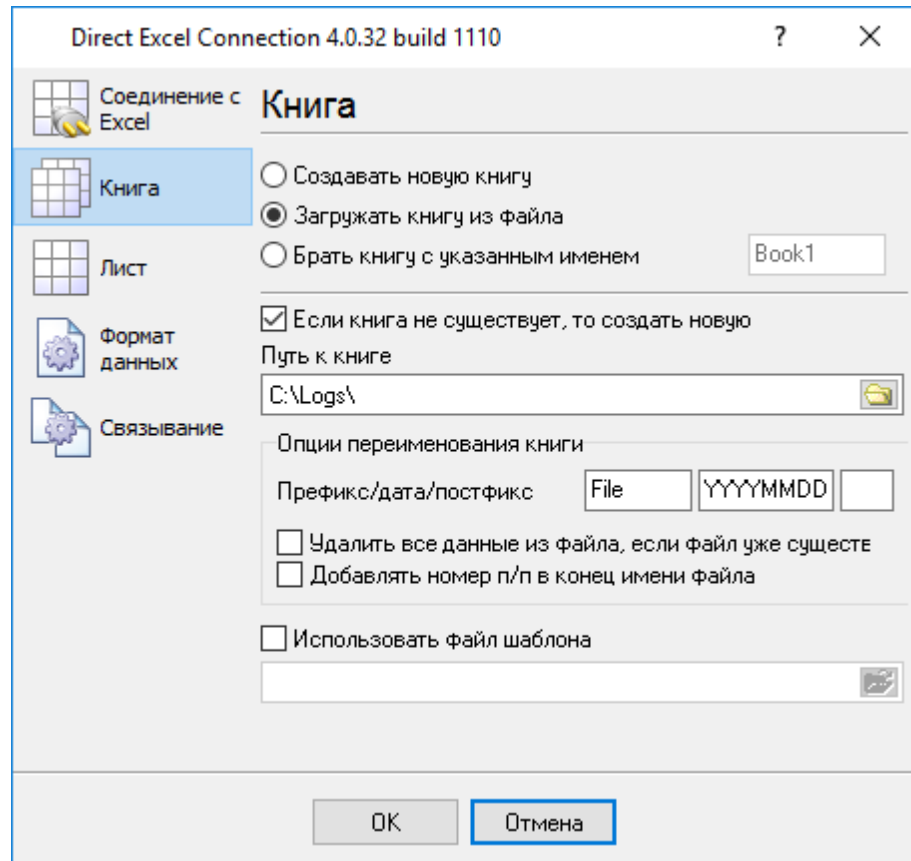 Direct Excel Connection 4.0.32 build 1110
?
Соединение с
Excel
Книга
Лист
Формат
данных
Связывание
Книга
Создавать новую книгу
Загружать книгу из файла
Брать книгу с указанным именем
Book1
Если книга не существует, то создать новую
Путь к книге
C:\Logs\
Опции переименования книги
Префикс/дата/постфикс
File
YYYYMMDD
Удалить все данные из файла, если файл уже существ
Добавлять номер п/п в конец имени файла
Использовать файл шаблона
OK
Отмена